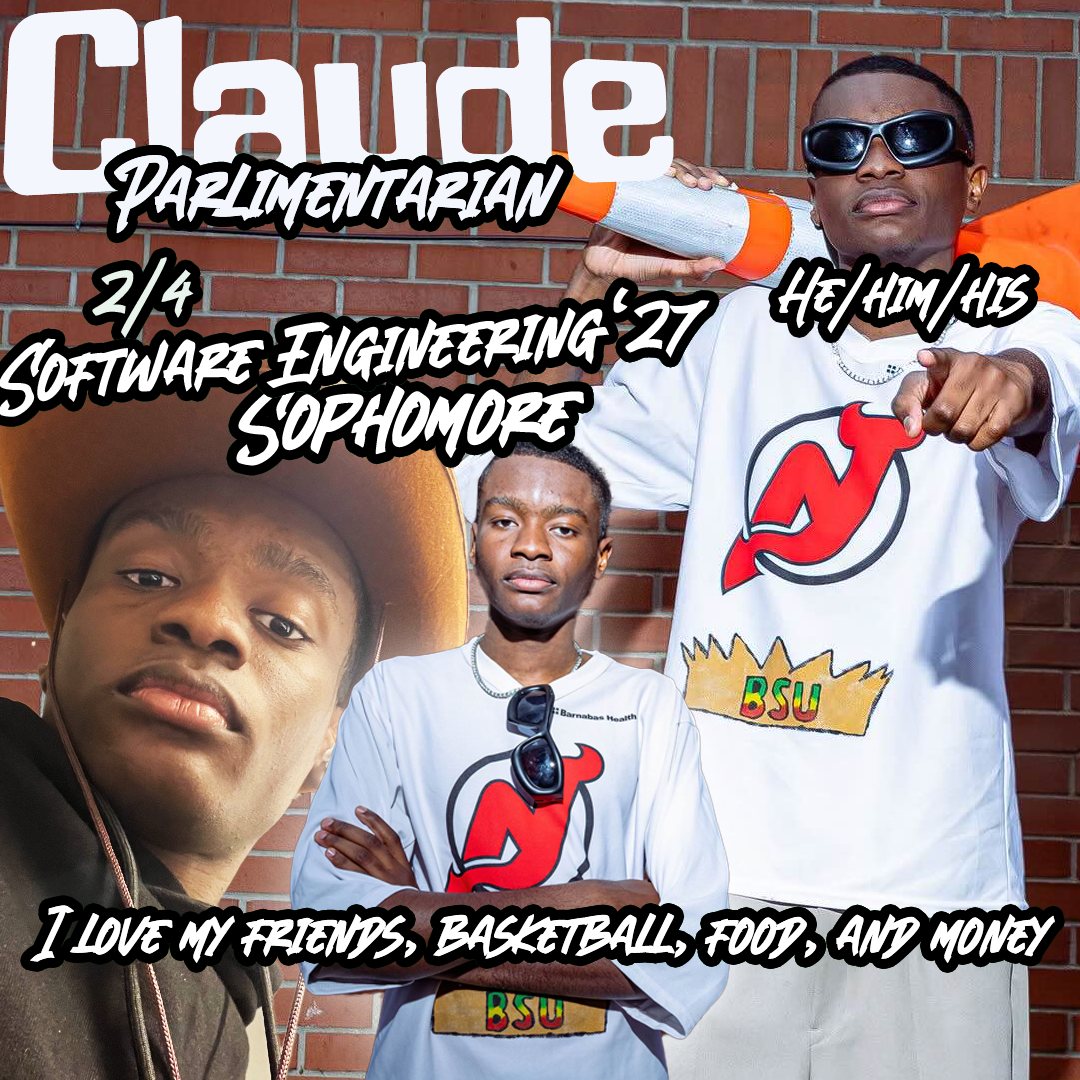 Claude
Parlimentarian
2/4
He/him/his
Software Engineering '27
Sophomore
Barnabas Health
BSU
I love my friends, basketball, food, and money
BSU